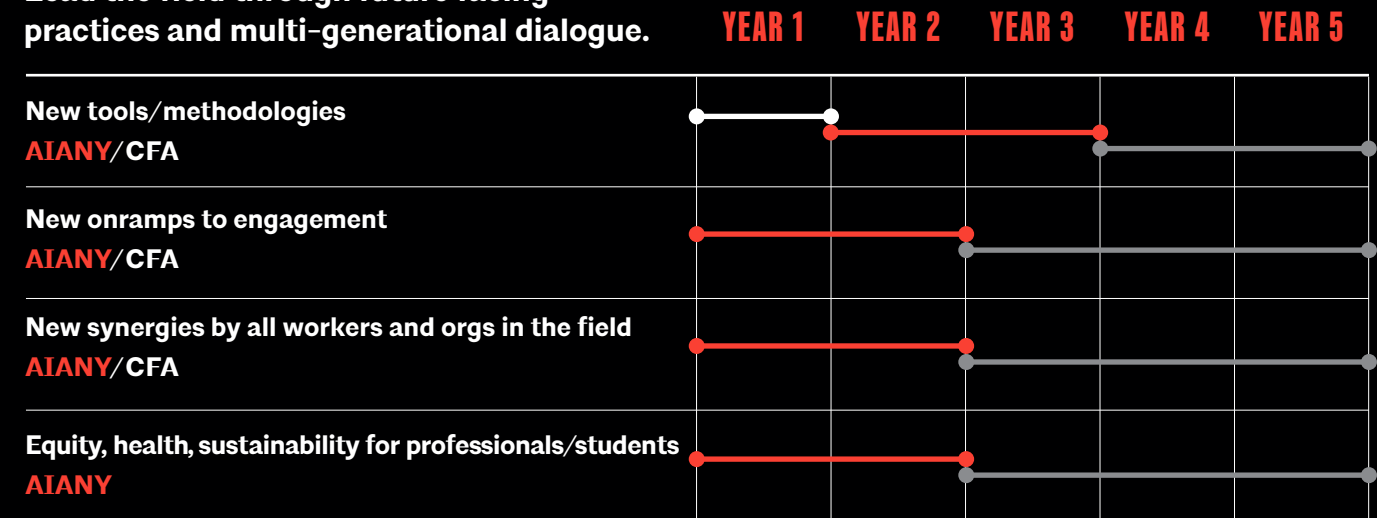 practices and multi-generational dialogue.
YEAR 1 YEAR 2 YEAR 3 YEAR 4 YEAR 5
New tools/methodologies
AIANY/CFA
New onramps to engagement
AIANY/CFA
New synergies by all workers and orgs in the field
AIANY/CFA
Equity, health, sustainability for professionals/students
AIANY